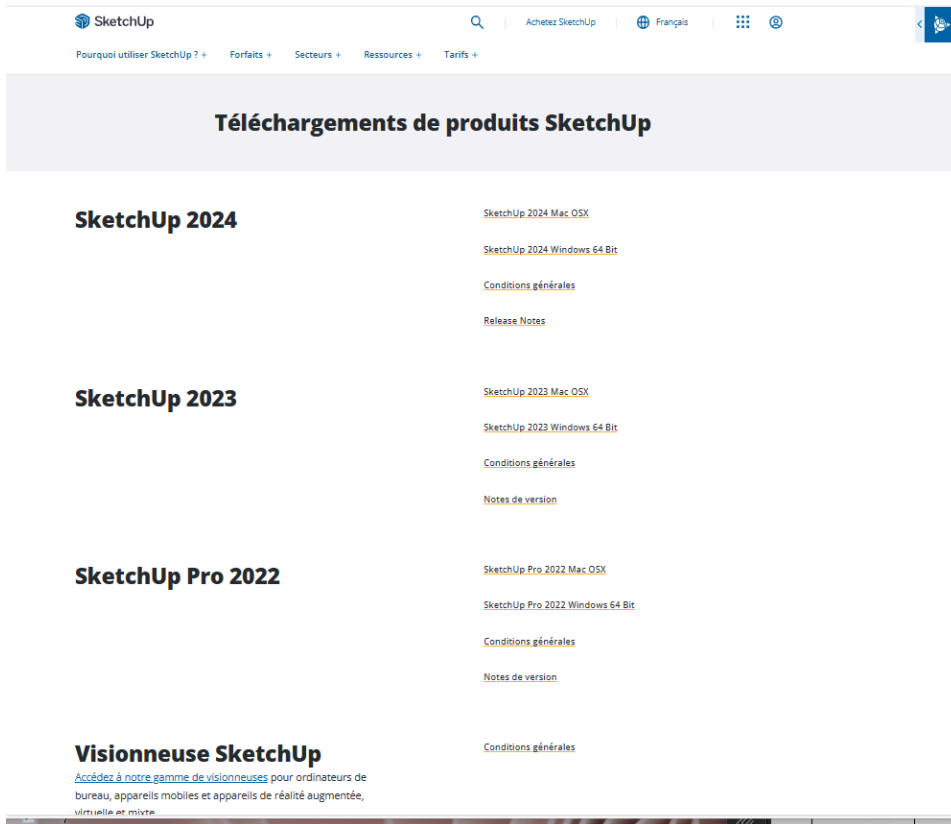 SketchUp
Achetez SketchUp
Français
Pourquoi utiliser SketchUp ? +
Forfaits +
Secteurs +
Ressources +
Tarifs +
Téléchargements de produits SketchUp
SketchUp 2024
SketchUp 2024 Mac OSX
SketchUp 2024 Windows 64 Bit
Conditions générales
Release Notes
SketchUp 2023
SketchUp 2023 Mac OSX
SketchUp 2023 Windows 64 Bit
Conditions générales
Notes de version
SketchUp Pro 2022
SketchUp Pro 2022 Mac OSX
SketchUp Pro 2022 Windows 64 Bit
Conditions générales
Notes de version
Visionneuse SketchUp
Conditions générales
Accédez à notre gamme de visionneuses pour ordinateurs de
bureau, appareils mobiles et appareils de réalité augmentée,
virtuelle et mixte